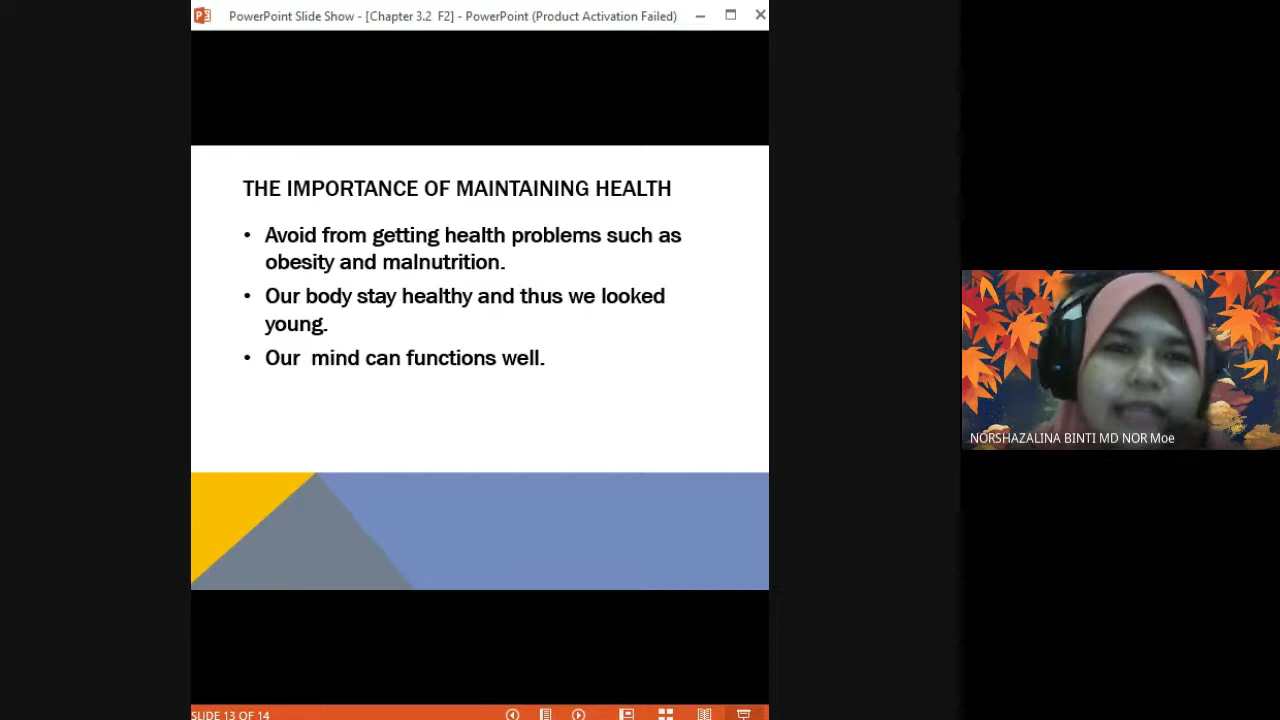 PowerPoint Slide Show - [Chapter 3.2 F2] - PowerPoint (Product Activation Failed)
THE IMPORTANCE OF MAINTAINING HEALTH
• Avoid from getting health problems such as
obesity and malnutrition.
• Our body stay healthy and thus we looked
young.
• Our mind can functions well.
NORSHAZALINA BINTI MD NOR Moe
SLIDE 13 OF 14